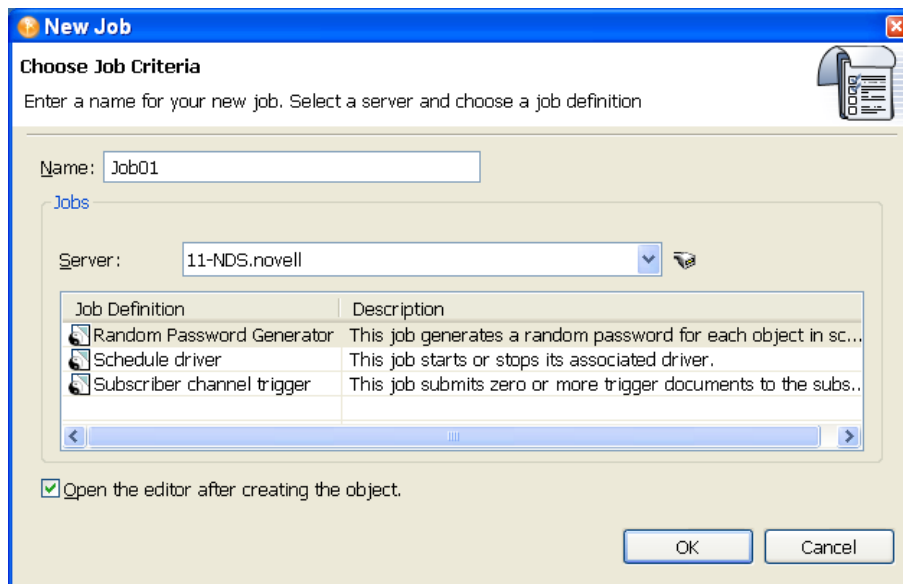 New Job
Choose Job Criteria
Enter a name for your new job. Select a server and choose a job definition
Name: Job01
Jobs
Server: 11-NDS.novell
Job Definition Description
Random Password Generator This job generates a random password for each object in sc...
Schedule driver This job starts or stops its associated driver.
Subscriber channel trigger This job submits zero or more trigger documents to the subs..
Open the editor after creating the object.
OK Cancel